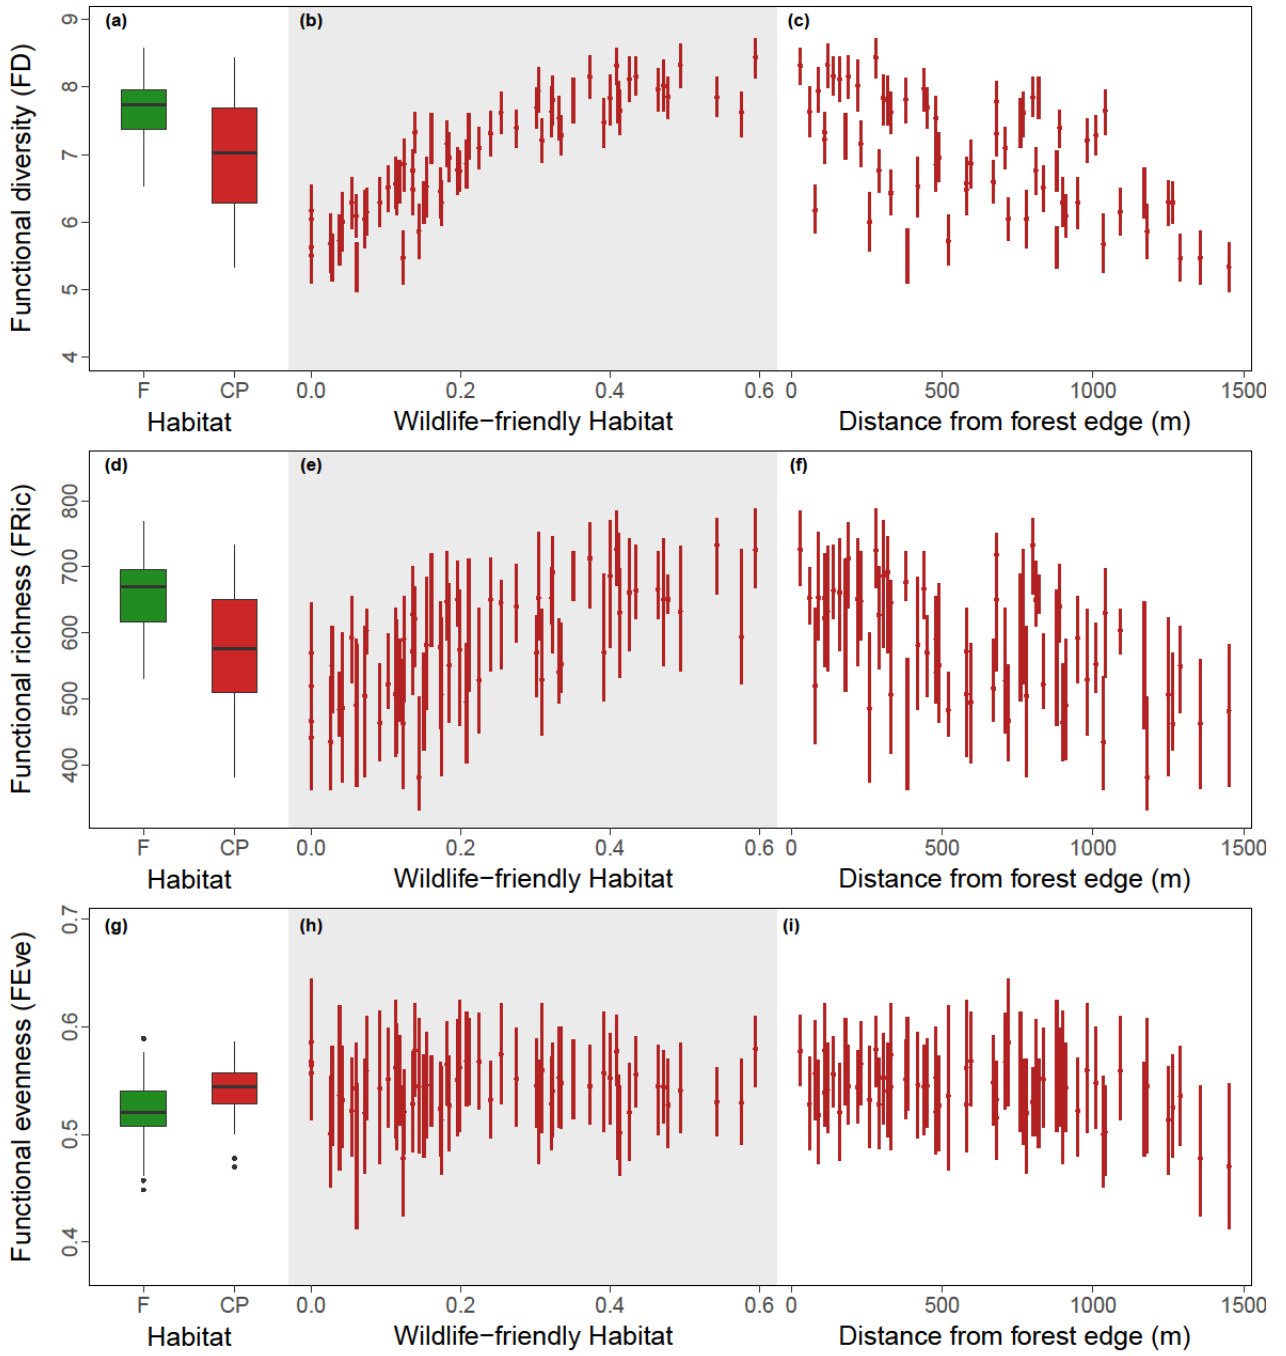 (a)
(b)
(c)
Functional diversity (FD)
9
8
7
6
5
4
F
CP
0.0
0.2
0.4
0.6
0
500
1000
1500
Habitat
Wildlife−friendly Habitat
Distance from forest edge (m)
(d)
(e)
(f)
Functional richness (FRic)
800
700
600
500
400
F
CP
0.0
0.2
0.4
0.6
0
500
1000
1500
Habitat
Wildlife−friendly Habitat
Distance from forest edge (m)
(g)
(h)
(i)
Functional evenness (FEve)
0.7
0.6
0.5
0.4
F
CP
0.0
0.2
0.4
0.6
0
500
1000
1500
Habitat
Wildlife−friendly Habitat
Distance from forest edge (m)